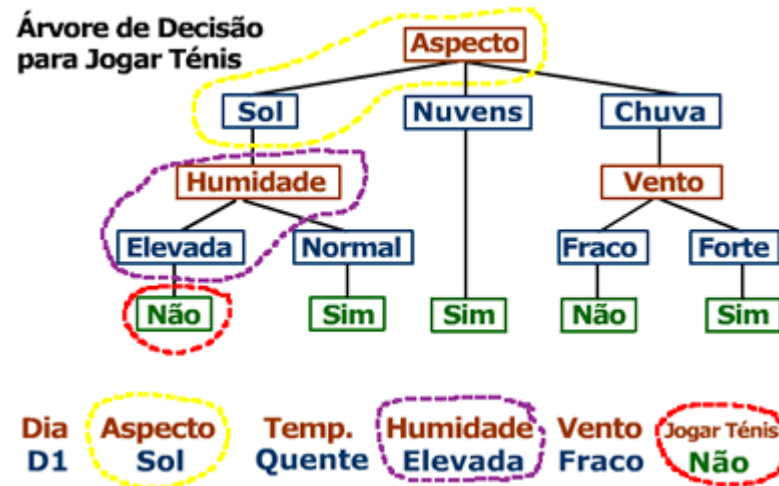 Árvore de Decisão
para Jogar Ténis
Aspecto
Sol Nuvens Chuva
Humidade Vento
Elevada Normal Fraco Forte
Não Sim Sim Não Sim
Dia Aspecto Temp. Humidade Vento Jogar Ténis
D1 Sol Quente Elevada Fraco Não